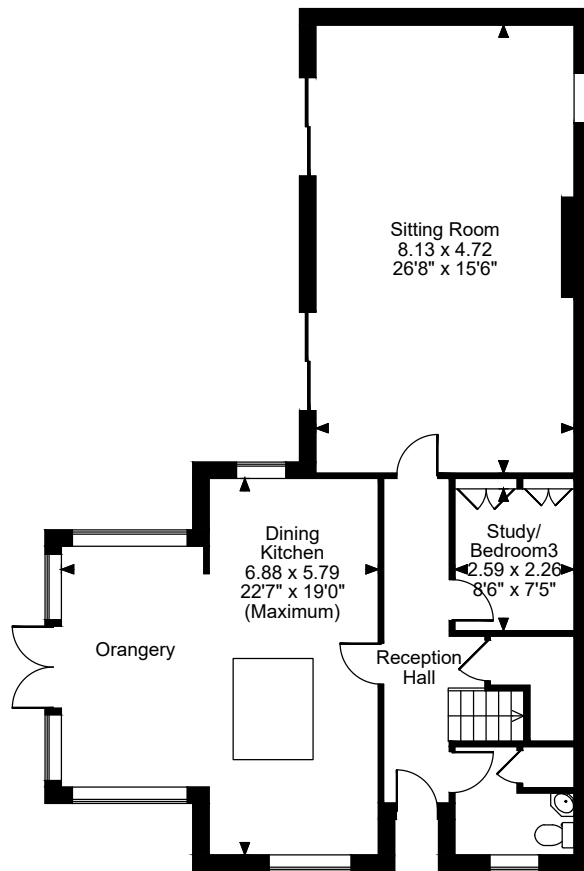 Sitting Room
8.13 x 4.72
26'8" x 15'6"
Dining
Kitchen
6.88 x 5.79
22'7" x 19'0"
(Maximum)
Study/
Bedroom3
2.59 x 2.26
8'6" x 7'5"
Orangery
Reception
Hall